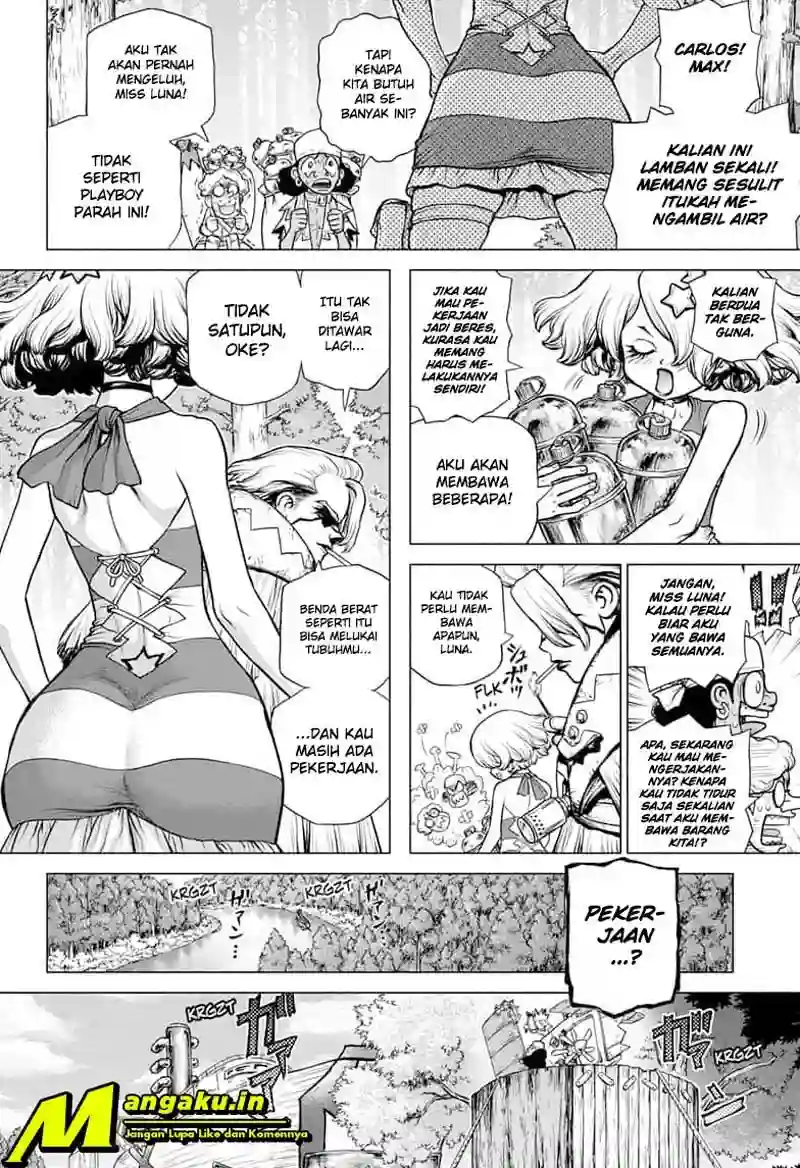 CARLOS!
MAX!
KALIAN INI
LAMBAN SEKALI!
MEMANG SESULIT
ITUKAH ME-
NGAMBIL AIR?
TAPI
KENAPA
KITA BUTUH
AIR SE-
BANYAK INI?
AKU TAK
AKAN PERNAH
MENGELUH,
MISS LUNA!
TIDAK
SEPERTI
PLAYBOY
PARAH INI!
KALIAN
BERDUA
TAK BER-
GUNA.
JIKA KAU
MAU PE-
KERJAAN
JADI BERES,
KURASA KAU
MEMANG
HARUS ME-
LAKUKANNYA
SENDIRI!
AKU AKAN
MEMBAWA
BEBERAPA!
JANGAN,
MISS LUNA!
KALAU PERLU
BIAR AKU
YANG BAWA
SEMUANYA.
APA, SEKARANG
KAU MAU ME-
NGERJAKAN-
NYA? KENAPA
KAU TIDAK TIDUR
SAJA SEKALIAN
SAAT AKU MEM-
BAWA BARANG
KITA!?
KAU TIDAK
PERLU MEM-
BAWA
APAPUN,
LUNA.
シュボッ
FLK
ITU TAK
BISA
DITAWAR
LAGI...
TIDAK
SATUPUN,
OKE?
BENDA BERAT
SEPERTI ITU
BISA MELUKAI
TUBUHMU...
...DAN KAU
MASIH ADA
PEKERJAAN.
PEKER-
JAAN
...?
KRGZT
KRGZT
KRGZT
KRGZT
Mangaku.in
Jangan Lupa Like dan Komennya